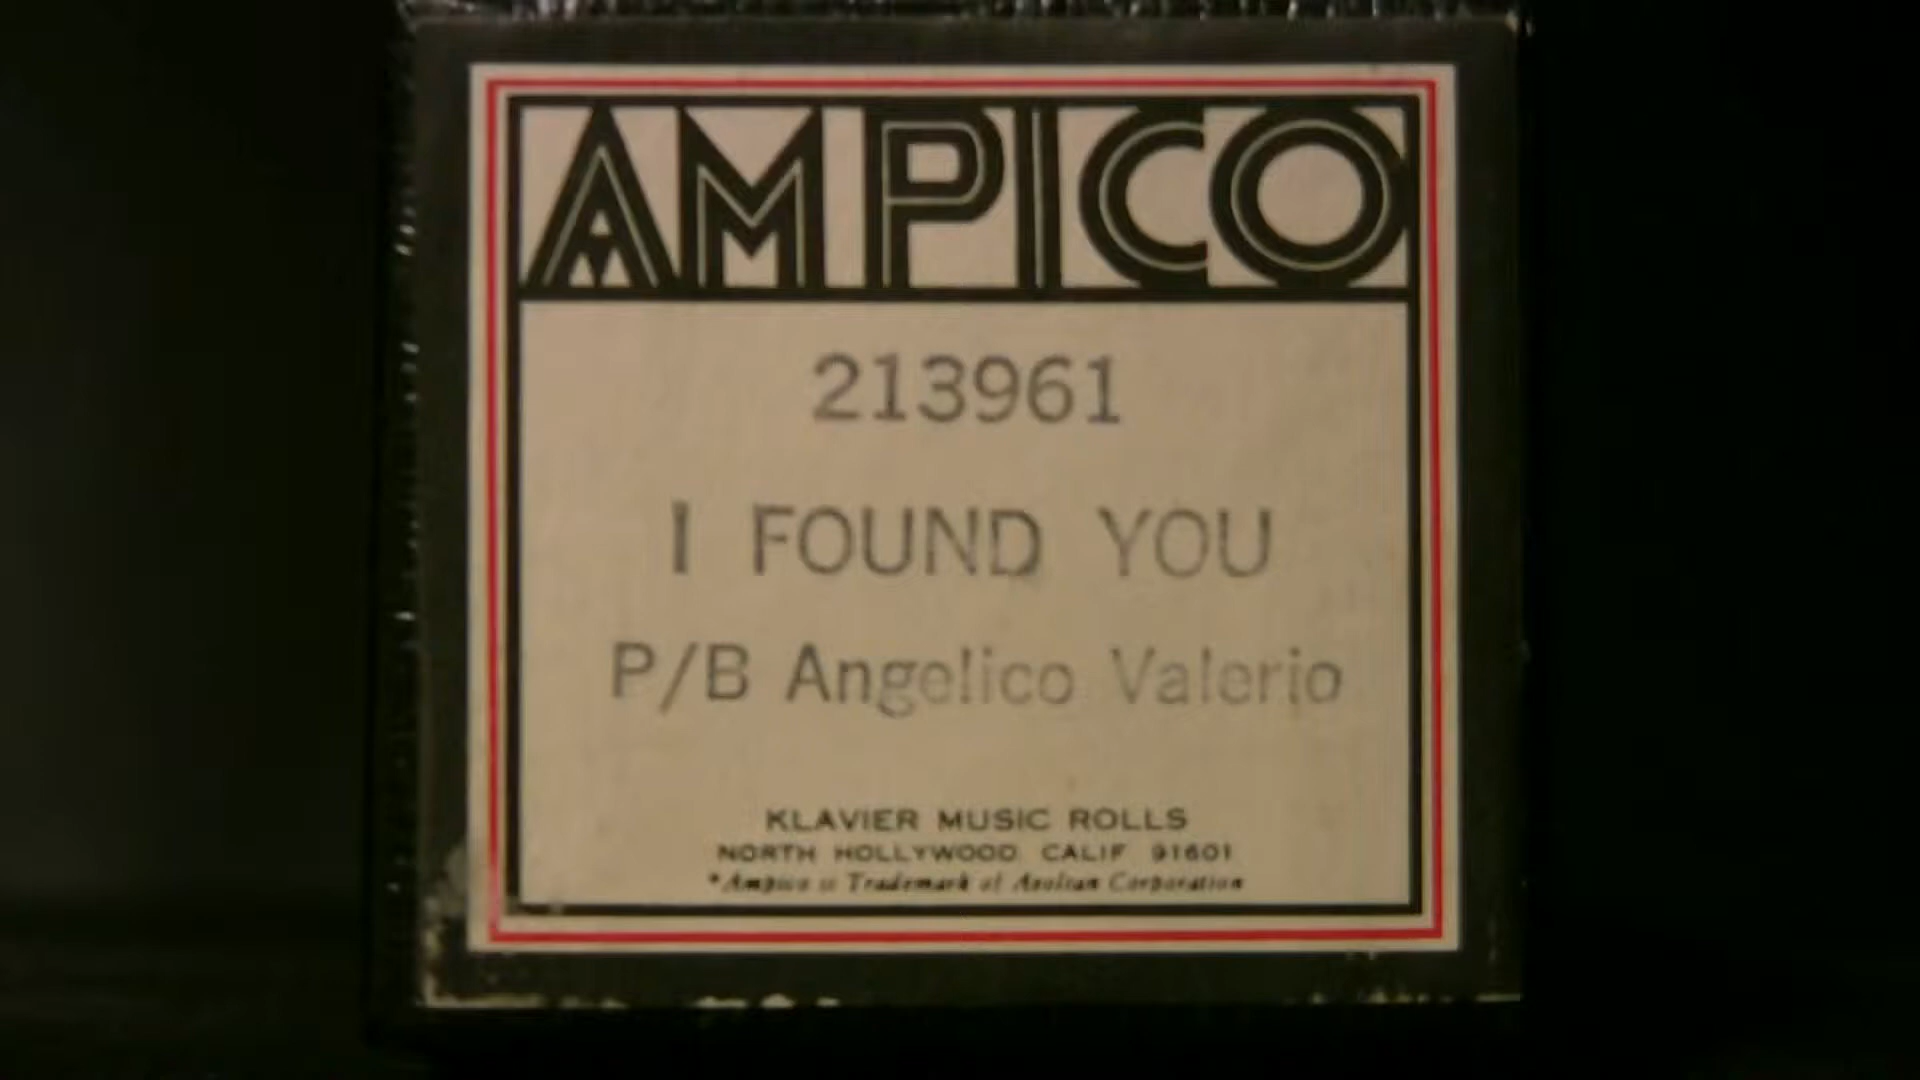 AMPICO
213961
I FOUND YOU
P/B Angelico Valerio
KLAVIER MUSIC ROLLS
NORTH HOLLYWOOD, CALIF 91601
*Ampico is Trademark of Aeolian Corporation